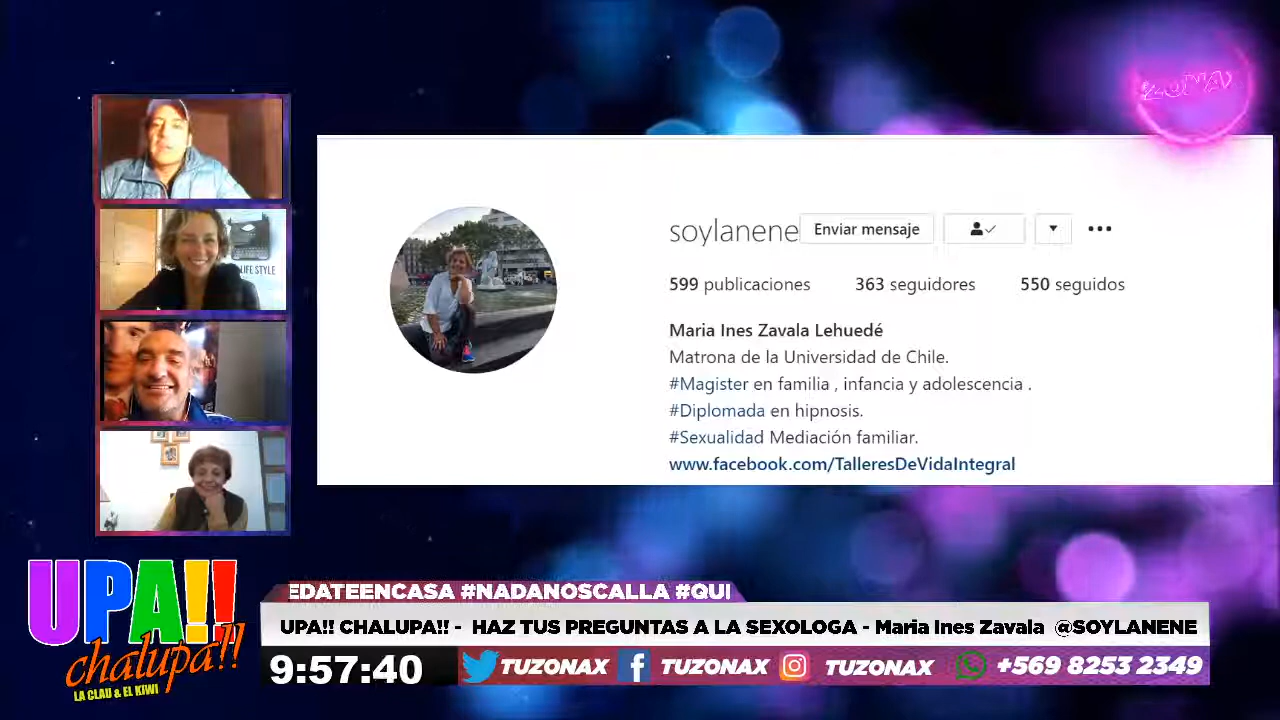 ZONA
LIFE STYLE
soylanene Enviar mensaje
599 publicaciones 363 seguidores 550 seguidos
Maria Ines Zavala Lehuedé
Matrona de la Universidad de Chile.
#Magister en familia , infancia y adolescencia .
#Diplomada en hipnosis.
#Sexualidad Mediación familiar.
www.facebook.com/TalleresDeVidaIntegral
UPA!!
chalupa!!
LA CLAU & EL KIWI
EDATEENCASA #NADANOSCALLA #QUI
UPA!! CHALUPA!! - HAZ TUS PREGUNTAS A LA SEXOLOGA - Maria Ines Zavala @SOYLANENE
9:57:40 TUZONAX TUZONAX TUZONAX +569 8253 2349